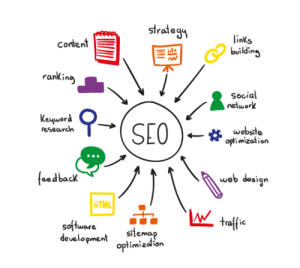 strategy
content
links
building
ranking
social
network
Keyword
research
SEO
website
optimization
feedback
web design
HTML
software
development
sitemap
optimization
traffic